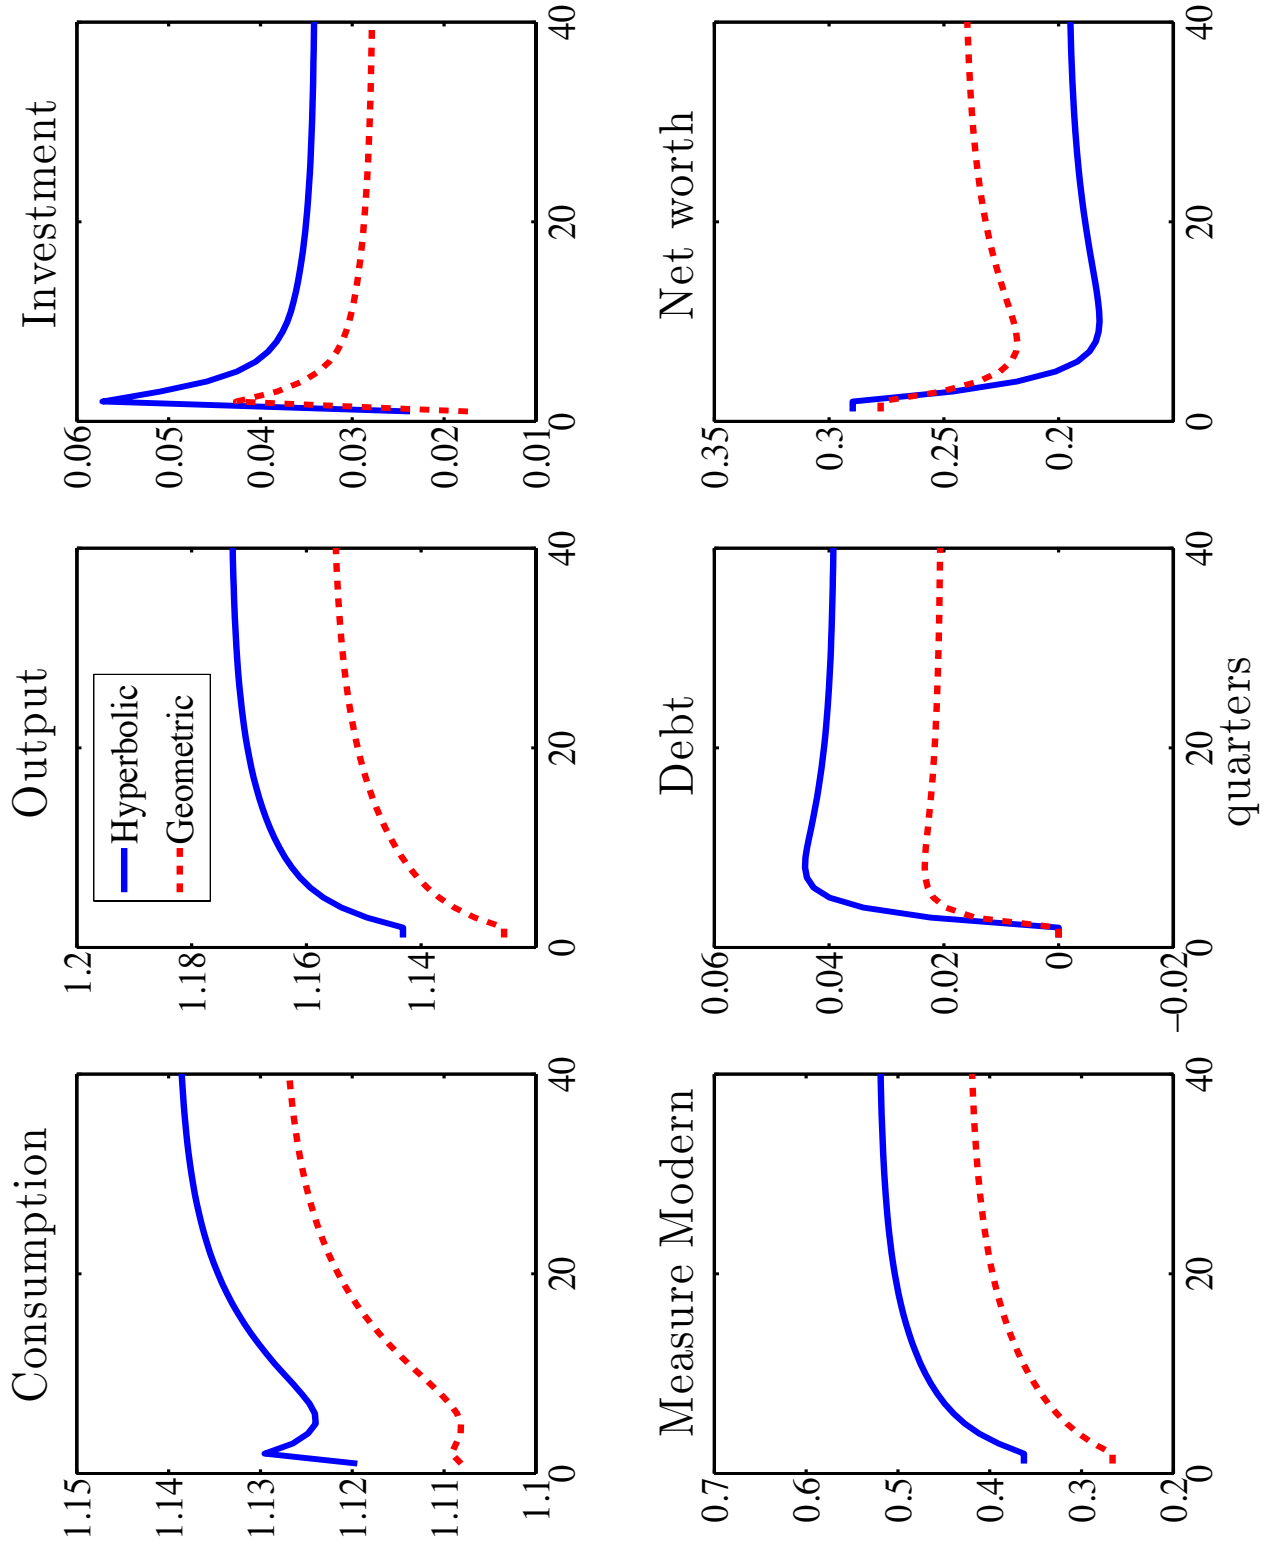 Consumption
1.15
1.14
1.13
1.12
1.11
1.1
0 20 40
Output
1.2
1.18
1.16
1.14
0 20 40
Hyperbolic
Geometric
Investment
0.06
0.05
0.04
0.03
0.02
0.01
0 20 40
Measure Modern
0.7
0.6
0.5
0.4
0.3
0.2
0 20 40
Debt
0.06
0.04
0.02
0
−0.02
0 20 40
quarters
Net worth
0.35
0.3
0.25
0.2
0 20 40